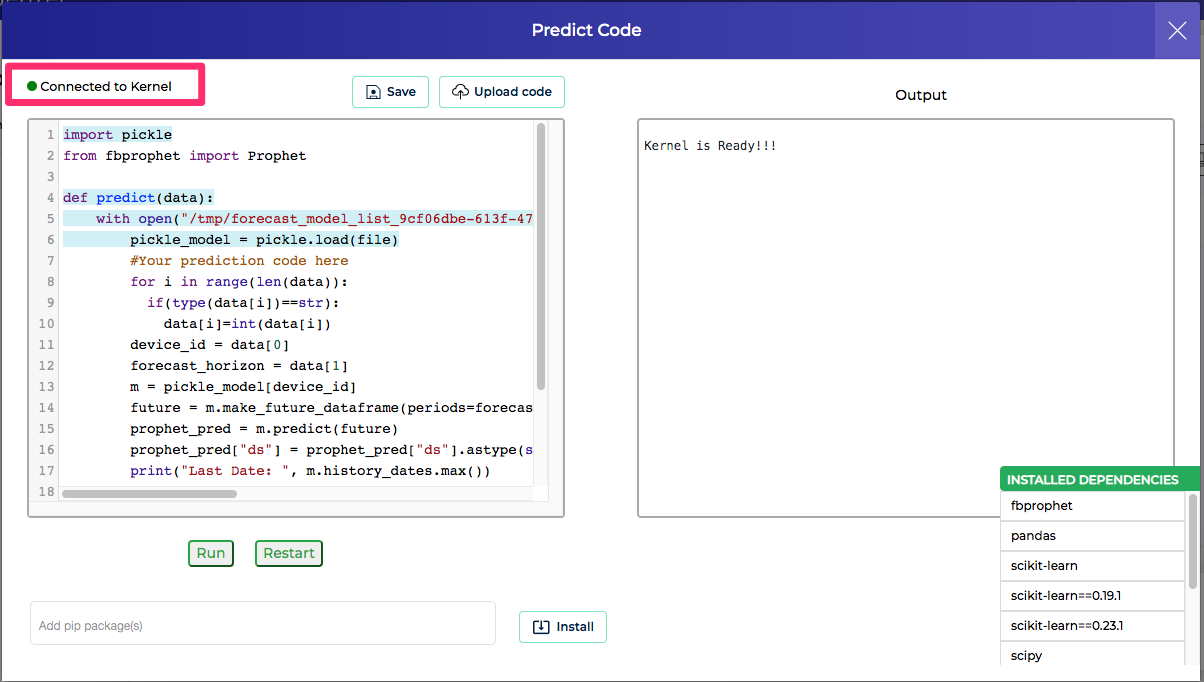 Predict Code
Connected to Kernel
Save
Upload code
Output
1 import pickle
2 from fbprophet import Prophet
3
4 def predict(data):
5 with open("/tmp/forecast_model_list_9cf06dbe-613f-47
6 pickle_model = pickle.load(file)
7 #Your prediction code here
8 for i in range(len(data)):
9 if(type(data[i])==str):
10 data[i]=int(data[i])
11 device_id = data[0]
12 forecast_horizon = data[1]
13 m = pickle_model[device_id]
14 future = m.make_future_dataframe(periods=forecas
15 prophet_pred = m.predict(future)
16 prophet_pred["ds"] = prophet_pred["ds"].astype(s
17 print("Last Date: ", m.history_dates.max())
18
Kernel is Ready!!!
INSTALLED DEPENDENCIES
fbprophet
pandas
scikit-learn
scikit-learn==0.19.1
scikit-learn==0.23.1
scipy
Run
Restart
Add pip package(s)
Install